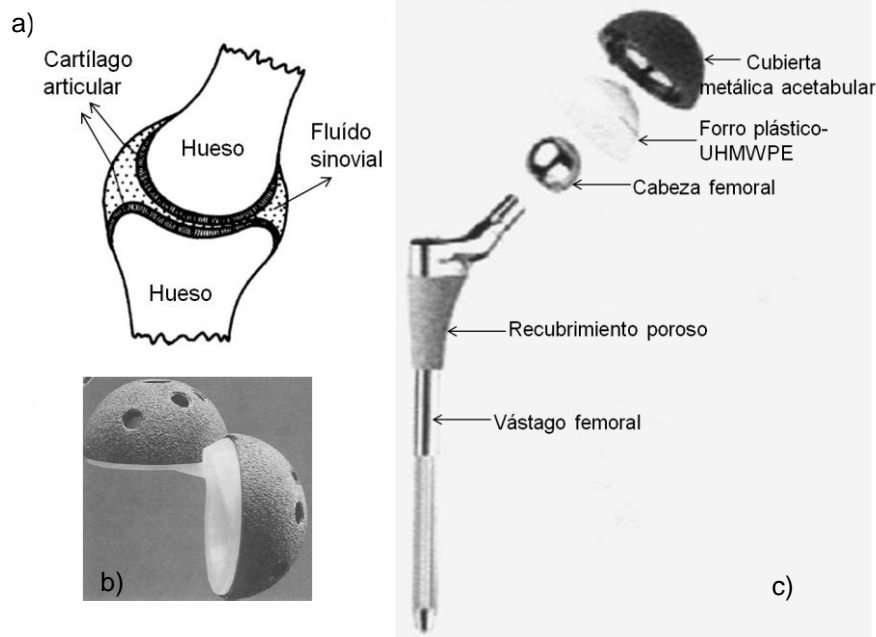 a)
Cartílago
articular
Hueso
Fluído
sinovial
Hueso
b)
Cubierta
metálica acetabular
Forro plástico-
UHMWPE
Cabeza femoral
Recubrimiento poroso
Vástago femoral
c)